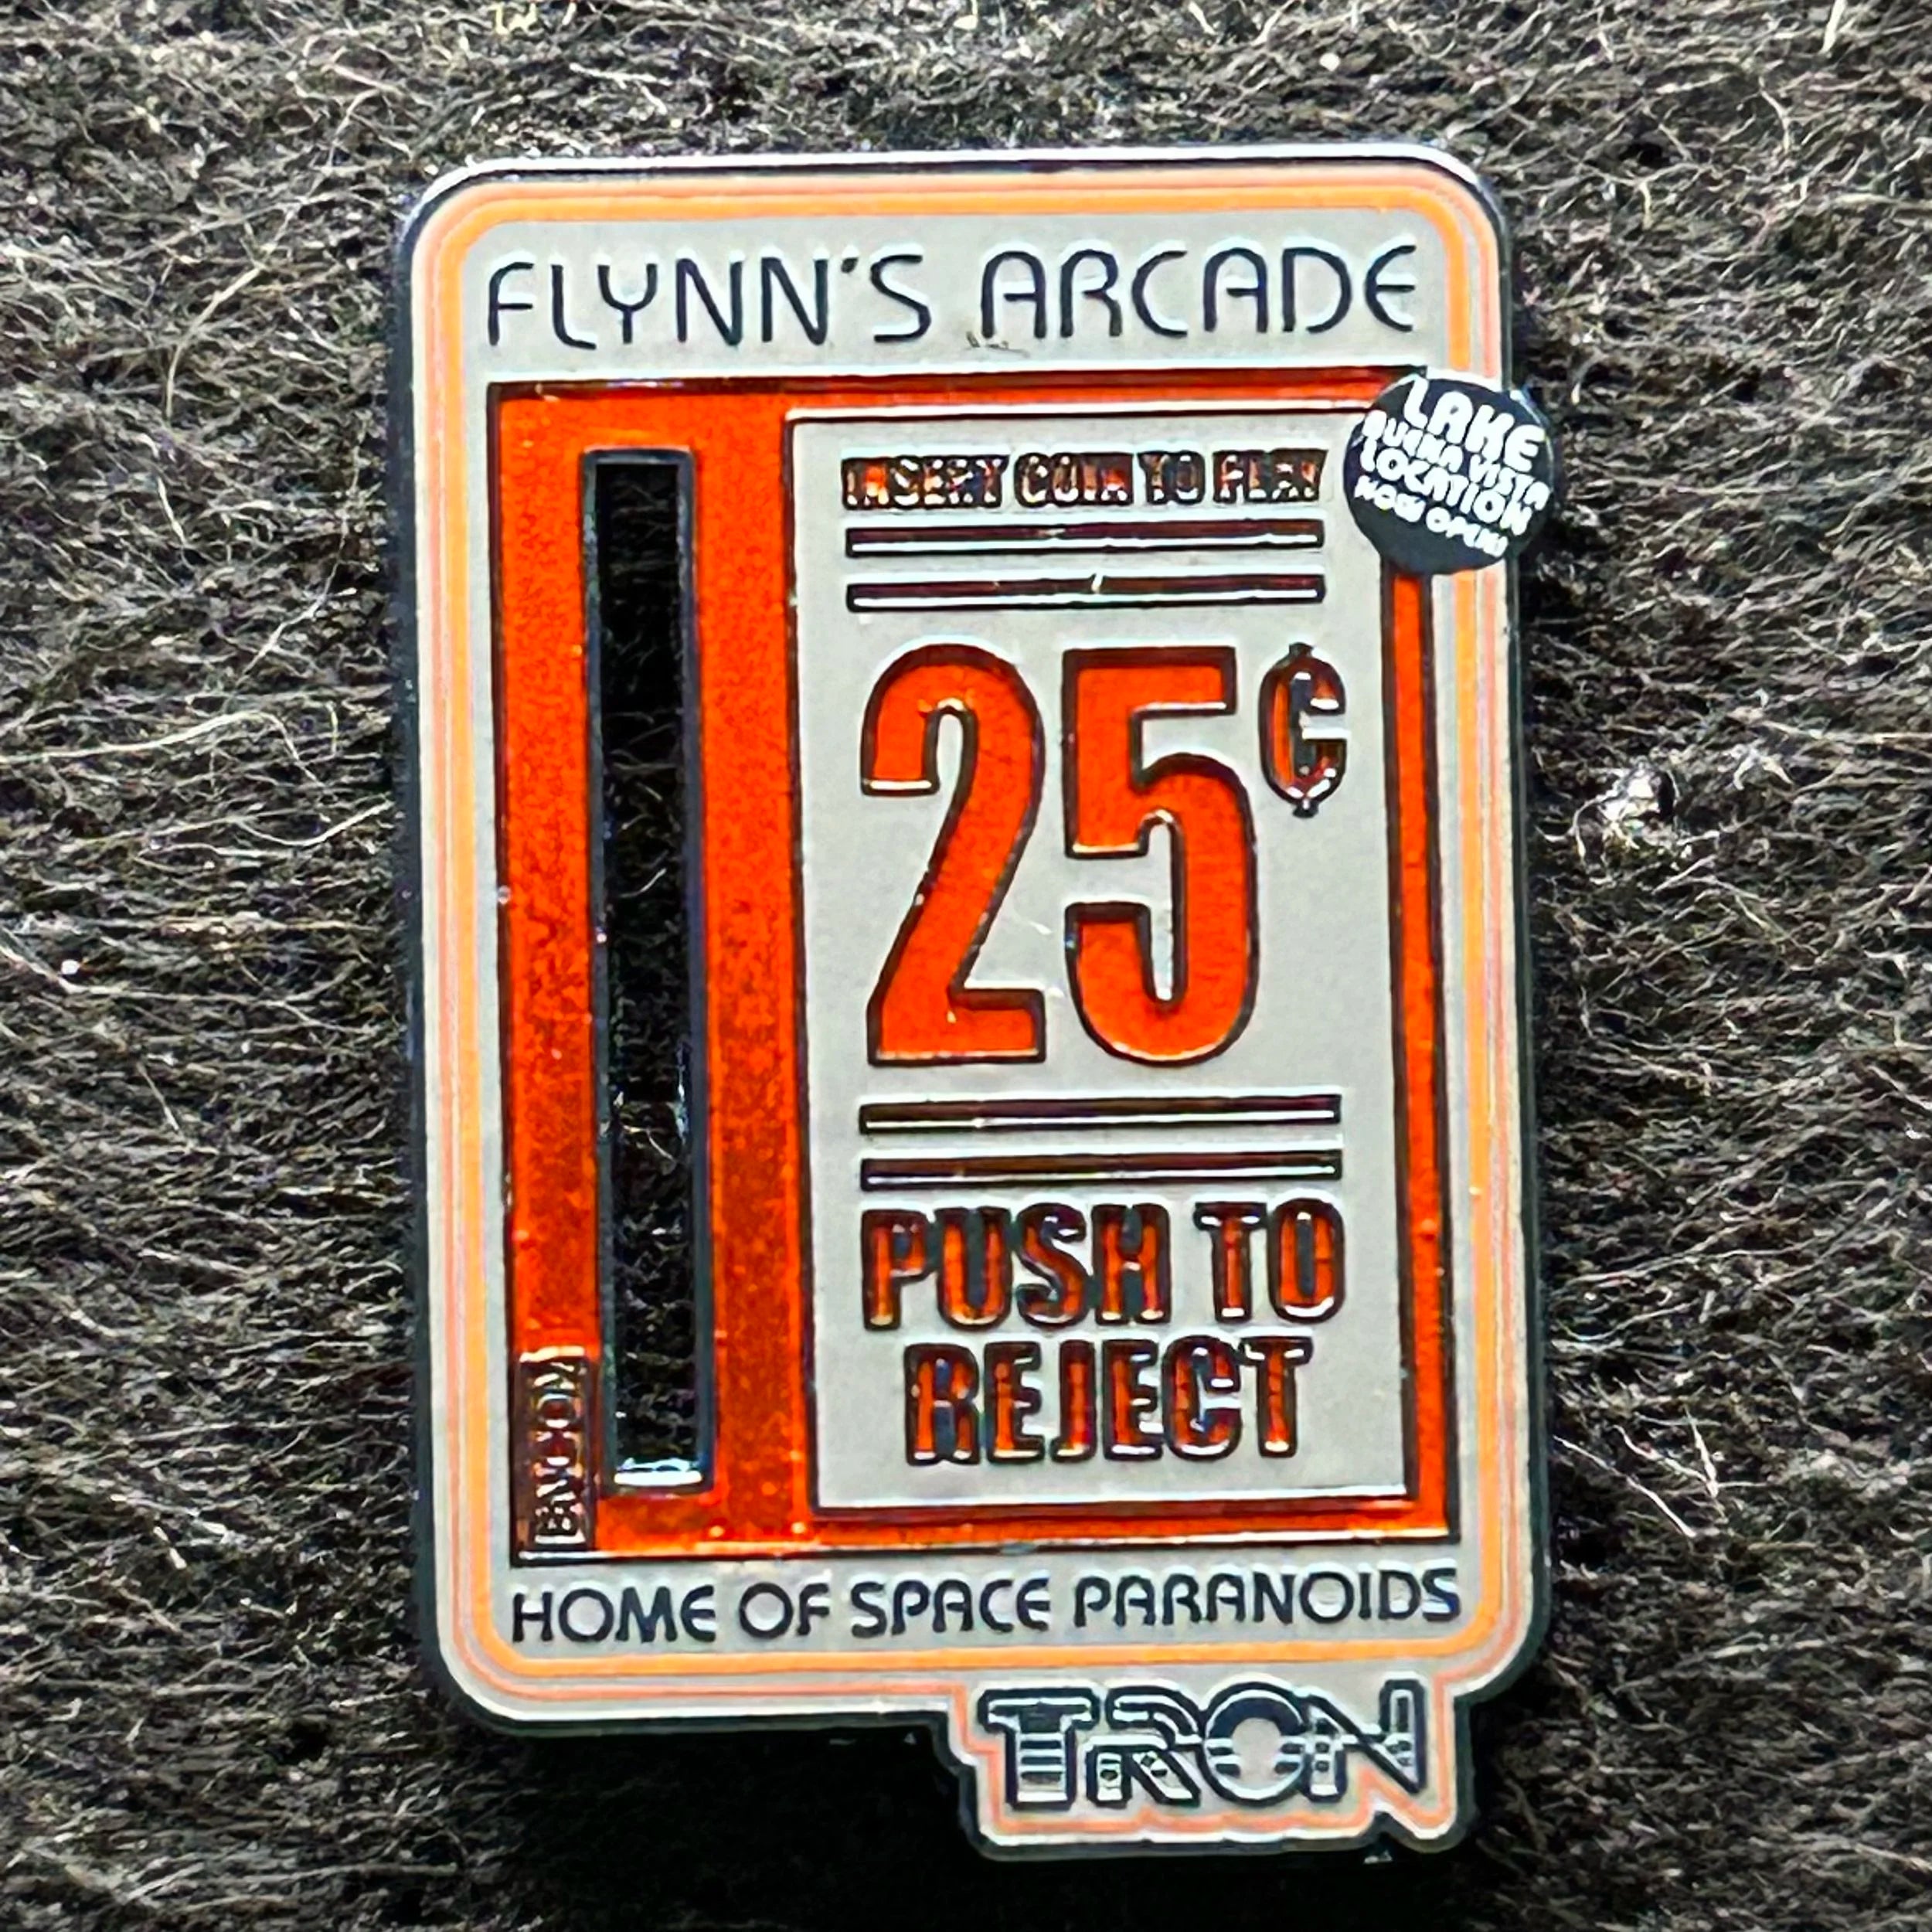 FLYNN'S ARCADE
LAKE
BUENA VISTA
LOCATION
NOW OPEN!
INSERT COIN TO PLAY
25¢
PUSH TO
REJECT
HOME OF SPACE PARANOIDS
TRON